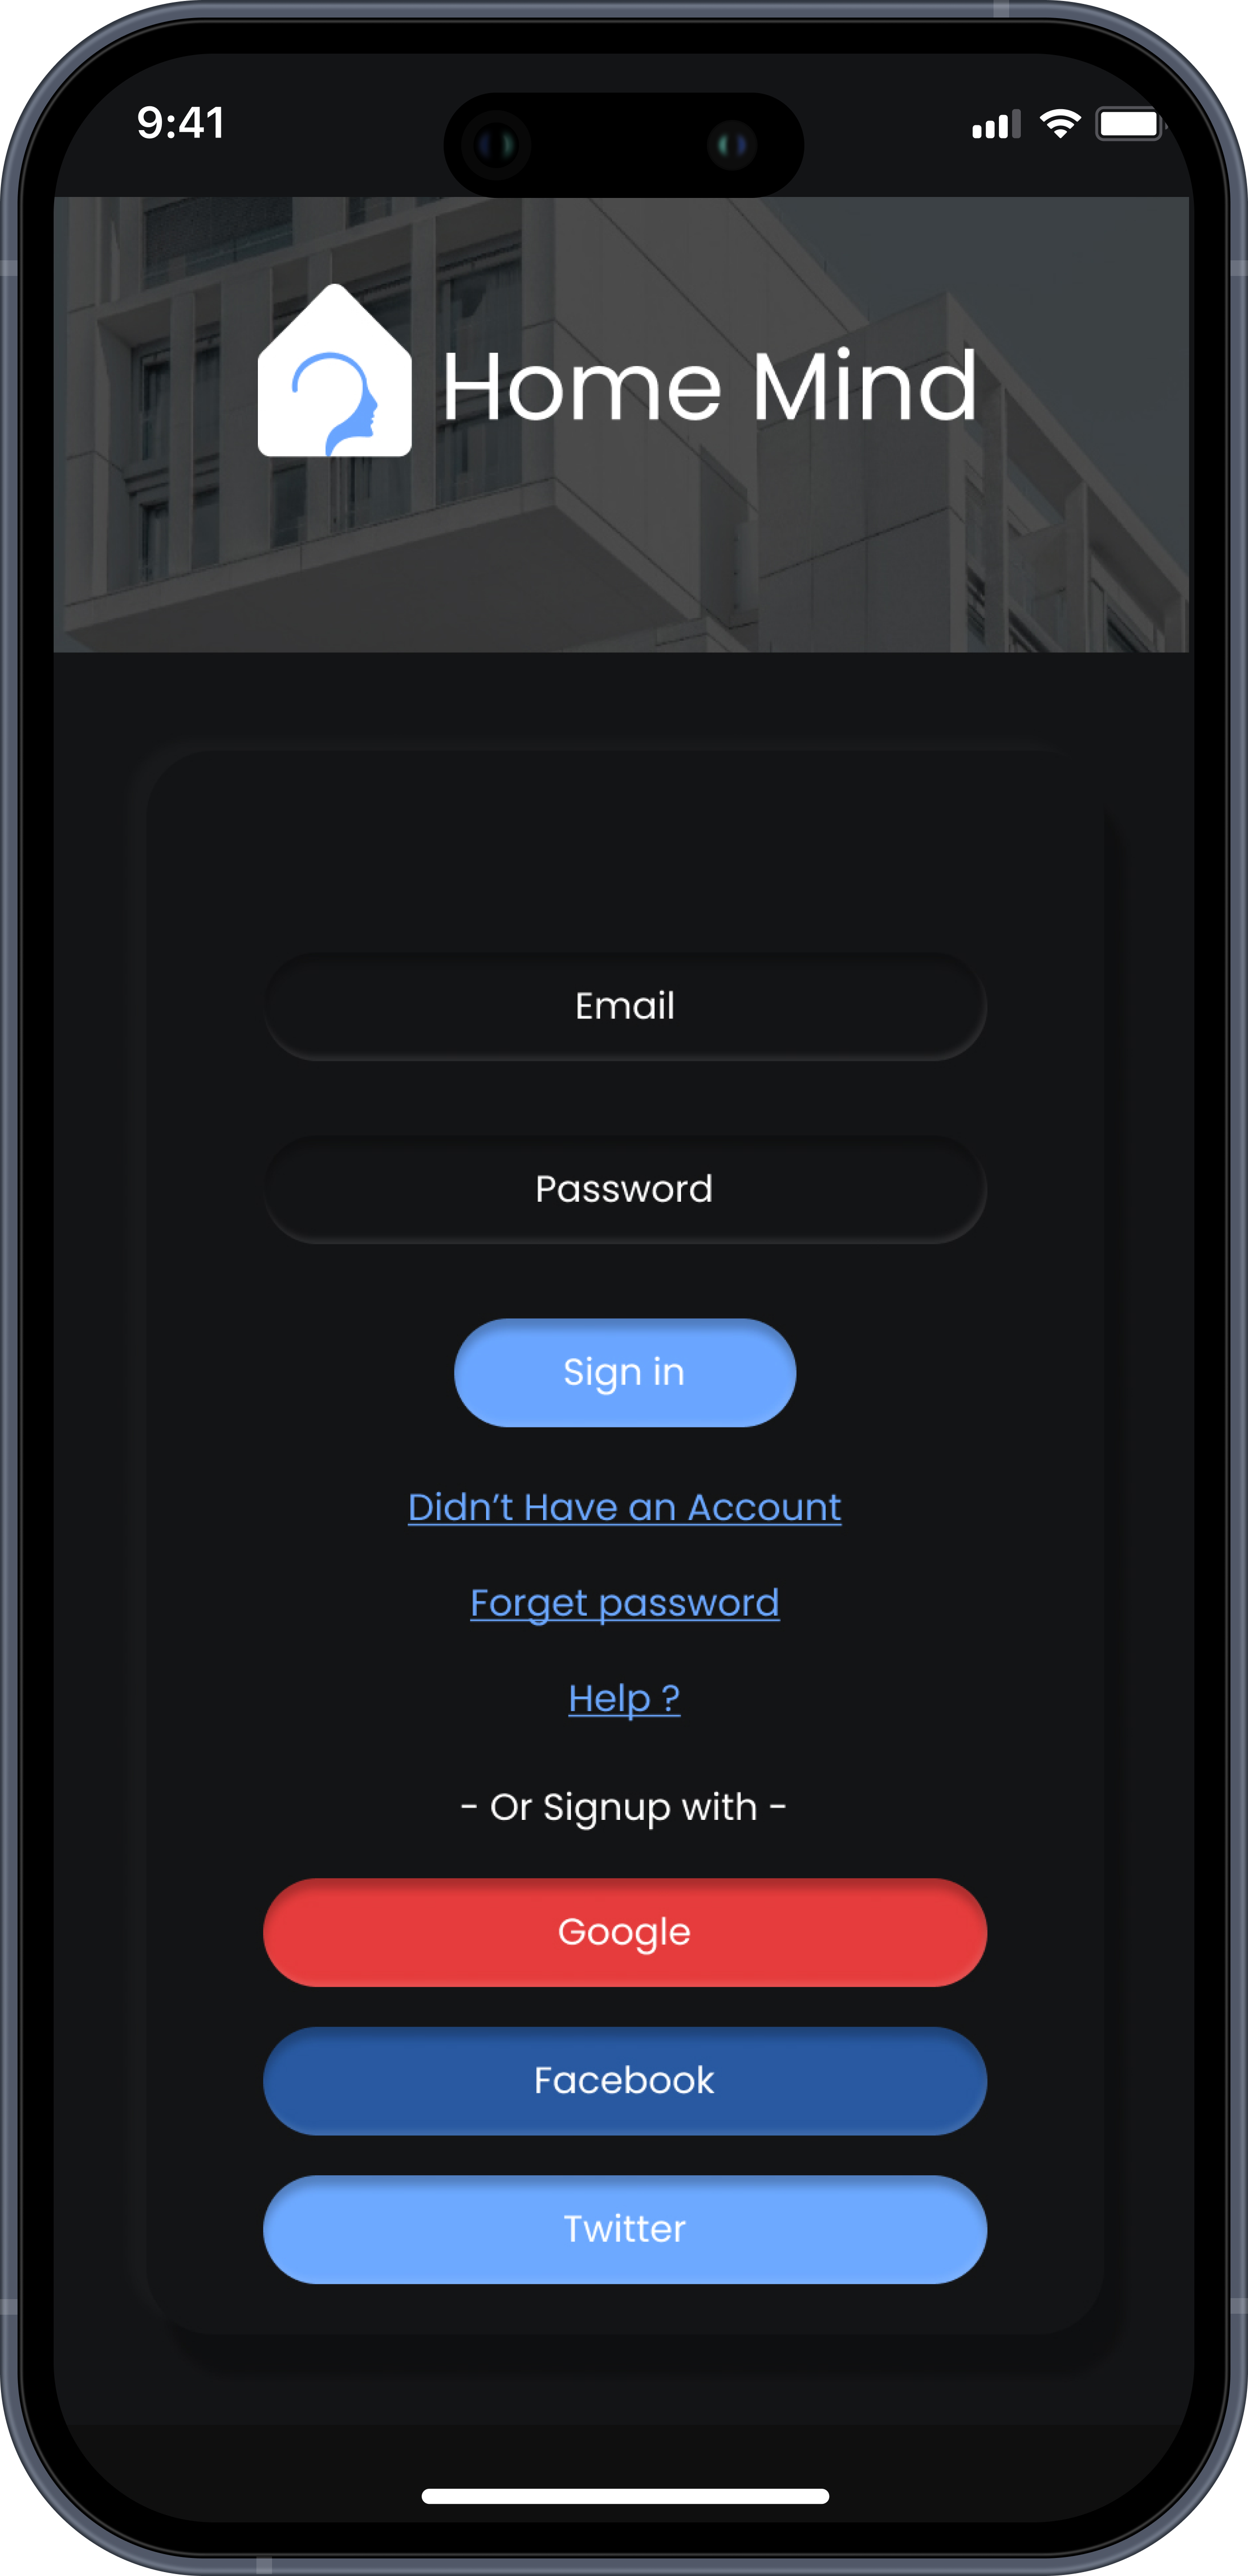 9:41
Home Mind
Email
Password
Sign in
Didn’t Have an Account
Forget password
Help ?
- Or Signup with -
Google
Facebook
Twitter